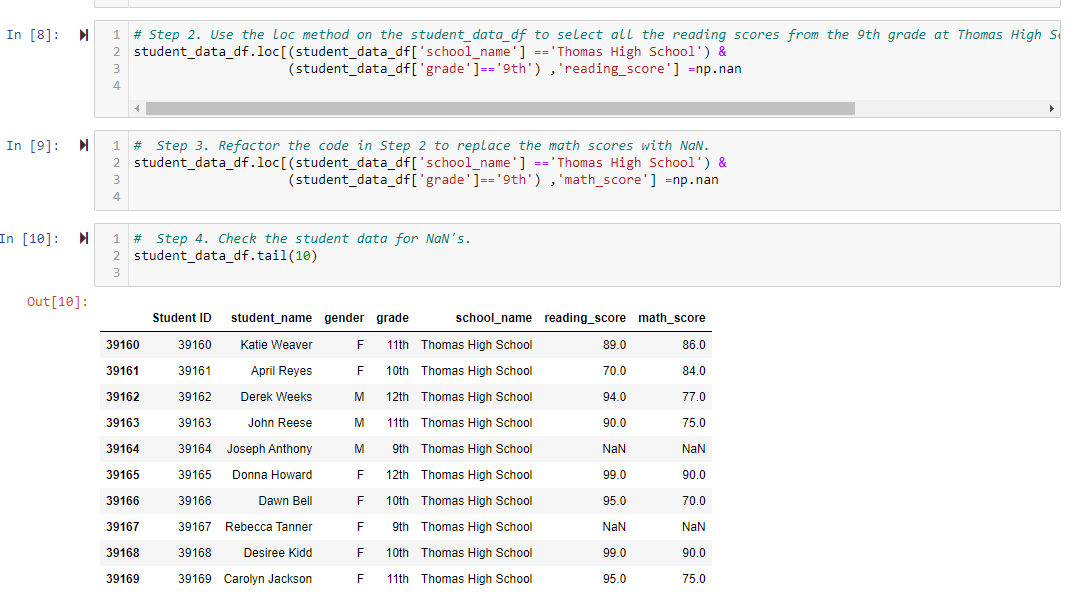 In [8]:
1 # Step 2. Use the loc method on the student_data_df to select all the reading scores from the 9th grade at Thomas High S
2 student_data_df.loc[(student_data_df['school_name'] =='Thomas High School') &
3 (student_data_df['grade']=='9th') ,'reading_score'] =np.nan
4
In [9]:
1 #  Step 3. Refactor the code in Step 2 to replace the math scores with NaN.
2 student_data_df.loc[(student_data_df['school_name'] =='Thomas High School') &
3 (student_data_df['grade']=='9th') ,'math_score'] =np.nan
4
In [10]:
1 #  Step 4. Check the student data for NaN's.
2 student_data_df.tail(10)
3
Out[10]:
Student ID student_name gender grade school_name reading_score math_score
39160 39160 Katie Weaver F 11th Thomas High School 89.0 86.0
39161 39161 April Reyes F 10th Thomas High School 70.0 84.0
39162 39162 Derek Weeks M 12th Thomas High School 94.0 77.0
39163 39163 John Reese M 11th Thomas High School 90.0 75.0
39164 39164 Joseph Anthony M 9th Thomas High School NaN NaN
39165 39165 Donna Howard F 12th Thomas High School 99.0 90.0
39166 39166 Dawn Bell F 10th Thomas High School 95.0 70.0
39167 39167 Rebecca Tanner F 9th Thomas High School NaN NaN
39168 39168 Desiree Kidd F 10th Thomas High School 99.0 90.0
39169 39169 Carolyn Jackson F 11th Thomas High School 95.0 75.0